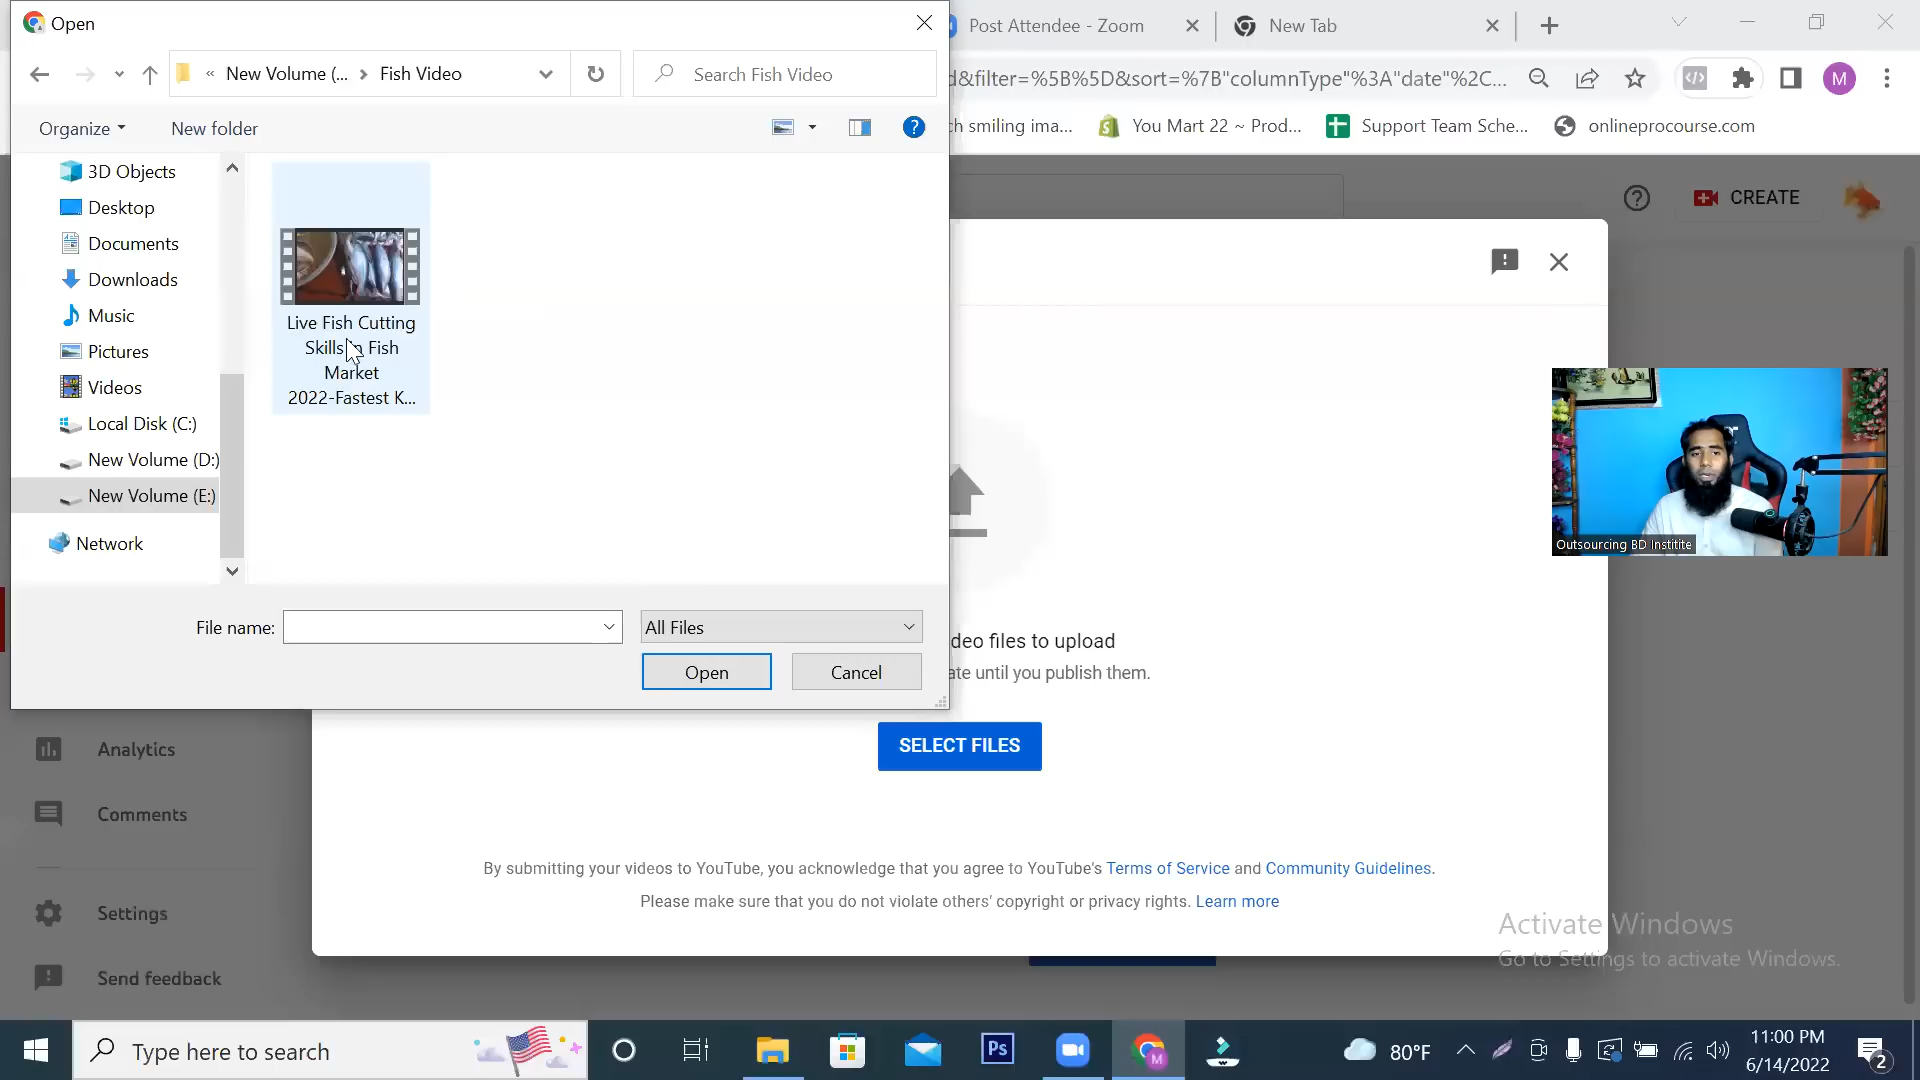 Open
Post Attendee - Zoom
New Tab
« New Volume (... > Fish Video
Search Fish Video
d&filter=%5B%5D&sort=%7B"columnType"%3A"date"%2C...
M
Organize
New folder
smiling ima...
You Mart 22 ~ Prod...
Support Team Sche...
onlineprocourse.com
3D Objects
Desktop
Documents
Downloads
Music
Pictures
Videos
Local Disk (C:)
New Volume (D:)
New Volume (E:)
Network
Live Fish Cutting
Skills in Fish
Market
2022-Fastest K...
CREATE
Outsourcing BD Institite
File name:
All Files
Open
Cancel
deo files to upload
ate until you publish them.
SELECT FILES
Analytics
Comments
Settings
Send feedback
By submitting your videos to YouTube, you acknowledge that you agree to YouTube's Terms of Service and Community Guidelines.
Please make sure that you do not violate others' copyright or privacy rights. Learn more
Activate Windows
Go to Settings to activate Windows.
Type here to search
Ps
M
80°F
11:00 PM
6/14/2022
2